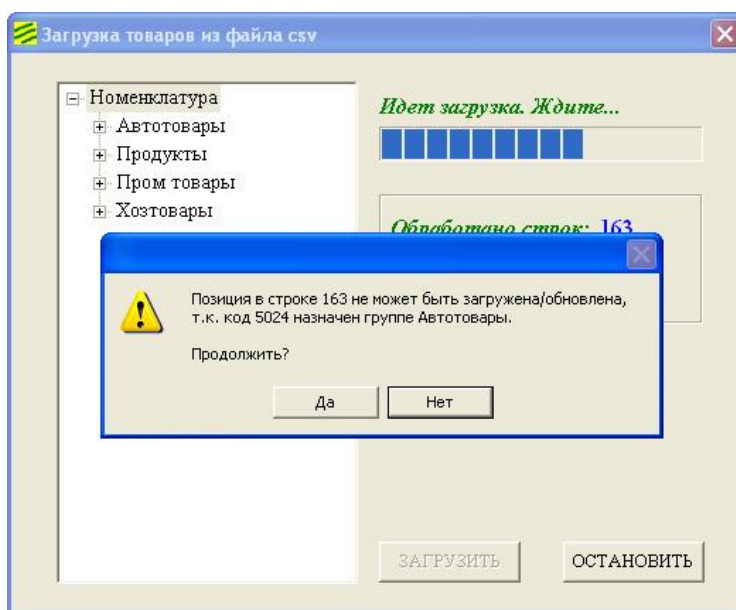 Загрузка товаров из файла csv
Номенклатура
Автотовары
Продукты
Пром товары
Хозтовары
Идет загрузка. Ждите...
Обработано строк: 163
Позиция в строке 163 не может быть загружена/обновлена,
т.к. код 5024 назначен группе Автотовары.
Продолжить?
Да
Нет
ЗАГРУЗИТЬ
ОСТАНОВИТЬ